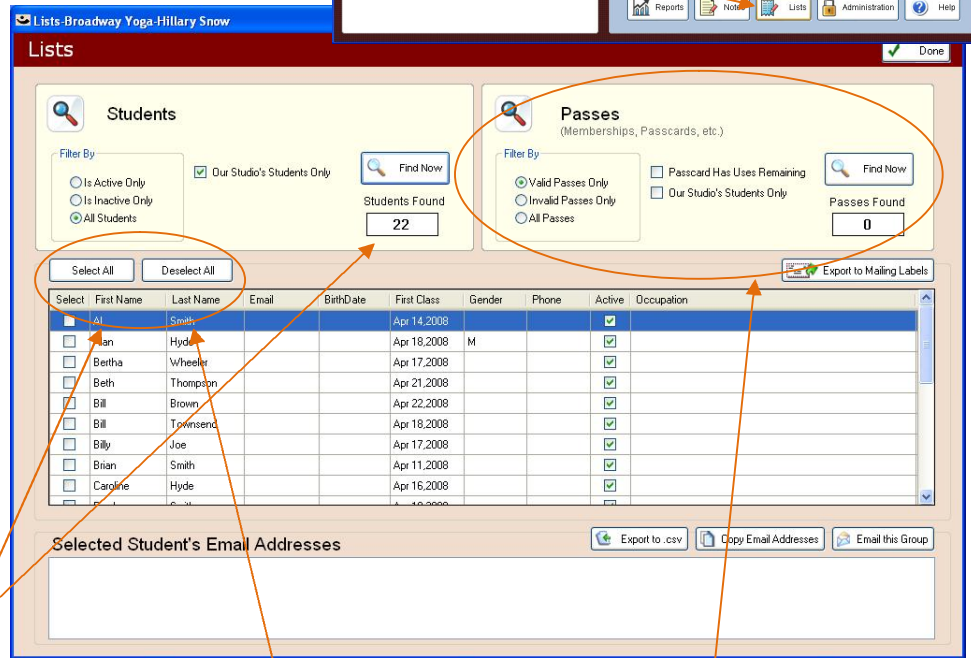 Reports Notes Lists Administration Help
Lists-Broadway Yoga-Hillary Snow
Lists
Done
Students
Filter By
Is Active Only
Is Inactive Only
All Students
Our Studio's Students Only
Find Now
Students Found
22
Passes
(Memberships, Passcards, etc.)
Filter By
Valid Passes Only
Invalid Passes Only
All Passes
Passcard Has Uses Remaining
Our Studio's Students Only
Find Now
Passes Found
0
Select All Deselect All Export to Mailing Labels
Select First Name Last Name Email BirthDate First Class Gender Phone Active Occupation
Al Smith Apr 14,2008
Hyde Apr 18,2008 M
Bertha Wheeler Apr 17,2008
Beth Thompson Apr 21,2008
Bill Brown Apr 22,2008
Bill Townsend Apr 18,2008
Billy Joe Apr 17,2008
Brian Smith Apr 11,2008
Caroline Hyde Apr 16,2008
Selected Student's Email Addresses
Export to .csv Copy Email Addresses Email this Group